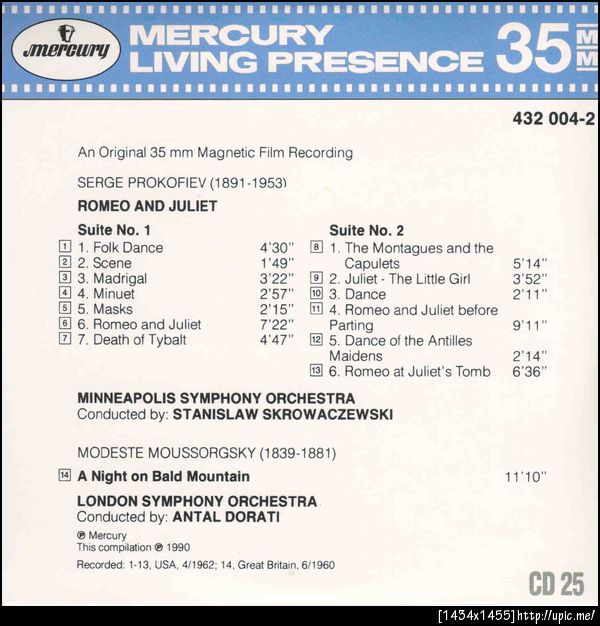 mercury
MERCURY
LIVING PRESENCE
35 MM
432 004-2
An Original 35 mm Magnetic Film Recording
SERGE PROKOFIEV (1891-1953)
ROMEO AND JULIET
Suite No. 1
1 1. Folk Dance 4'30"
2 2. Scene 1'49"
3 3. Madrigal 3'22"
4 4. Minuet 2'57"
5 5. Masks 2'15"
6 6. Romeo and Juliet 7'22"
7 7. Death of Tybalt 4'47"
Suite No. 2
8 1. The Montagues and the
Capulets 5'14"
9 2. Juliet - The Little Girl 3'52"
10 3. Dance 2'11"
11 4. Romeo and Juliet before
Parting 9'11"
12 5. Dance of the Antilles
Maidens 2'14"
13 6. Romeo at Juliet's Tomb 6'36"
MINNEAPOLIS SYMPHONY ORCHESTRA
Conducted by: STANISLAW SKROWACZEWSKI
MODESTE MOUSSORGSKY (1839-1881)
14 A Night on Bald Mountain 11'10"
LONDON SYMPHONY ORCHESTRA
Conducted by: ANTAL DORATI
℗ Mercury
This compilation ℗ 1990
Recorded: 1-13, USA, 4/1962; 14, Great Britain, 6/1960
CD 25
[1434x1455]http://upic.me/